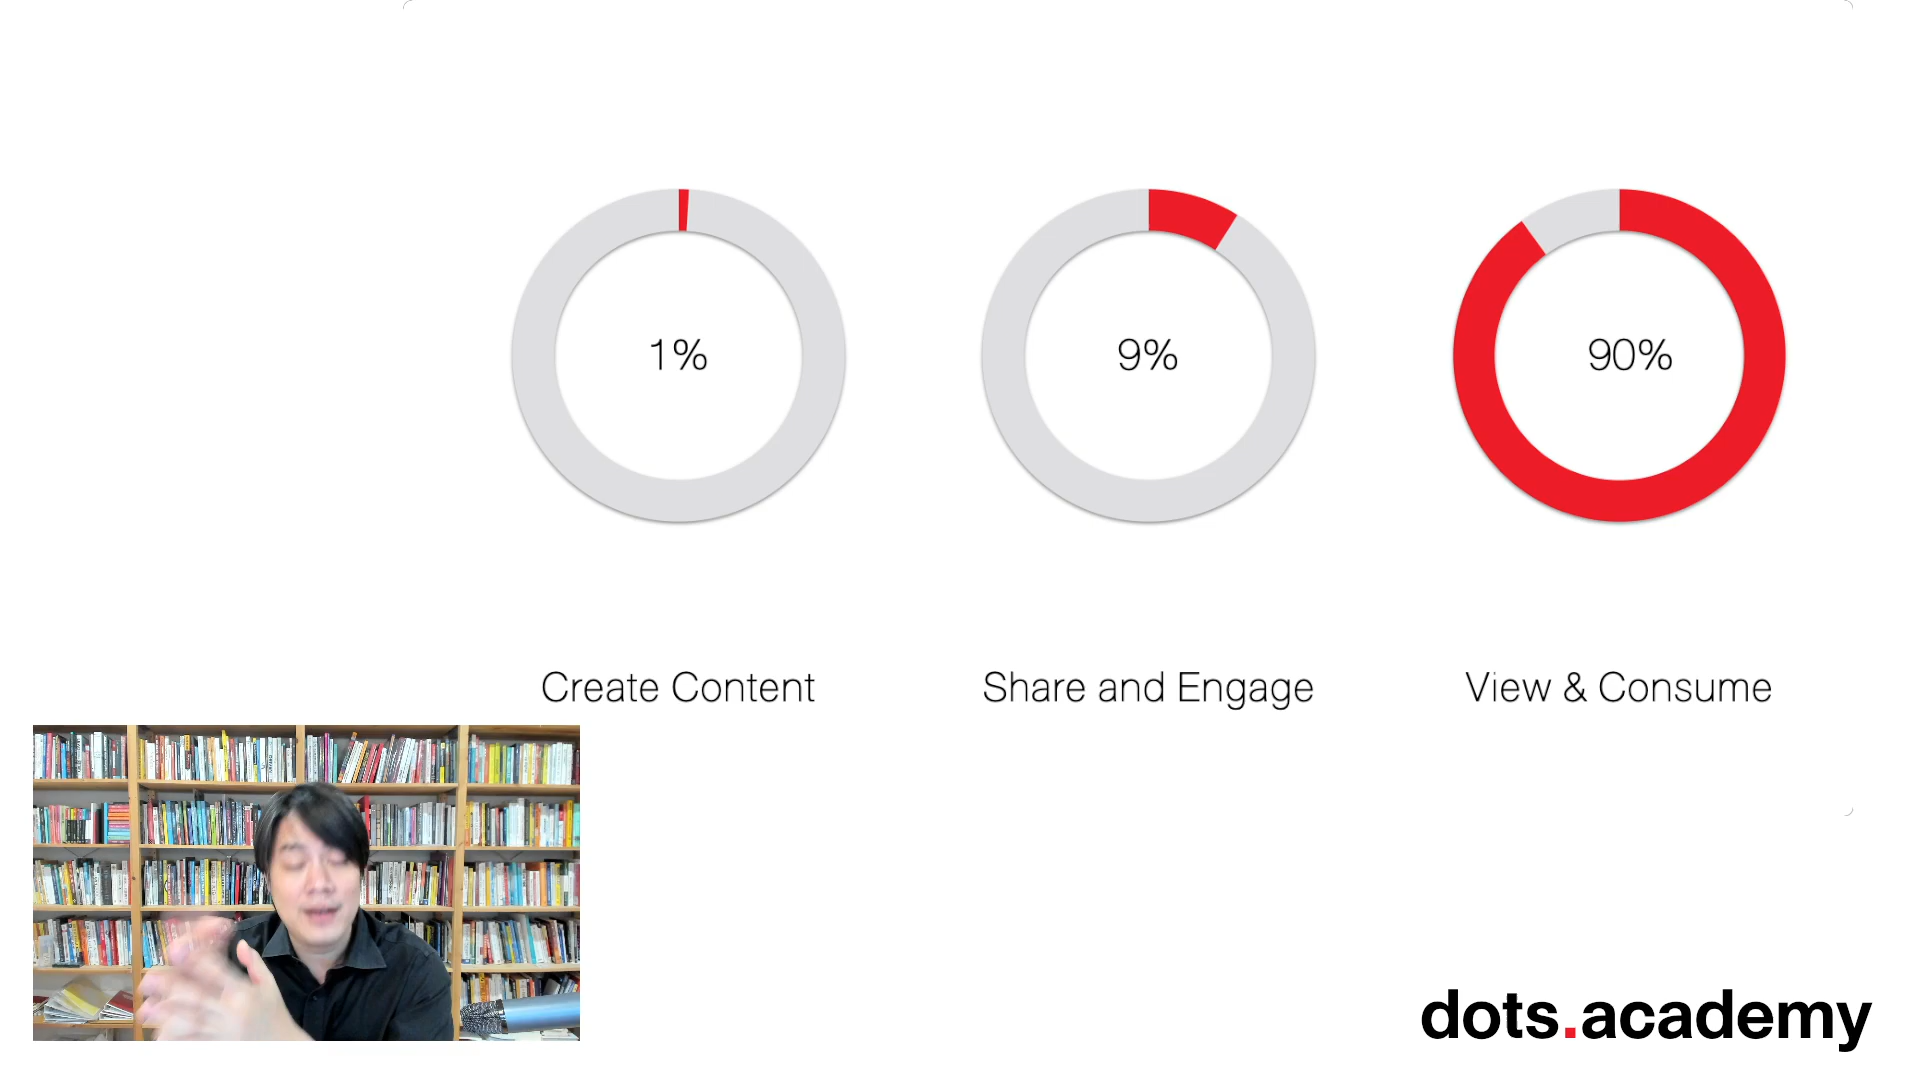 1%
9%
90%
Create Content
Share and Engage
View & Consume
dots.academy